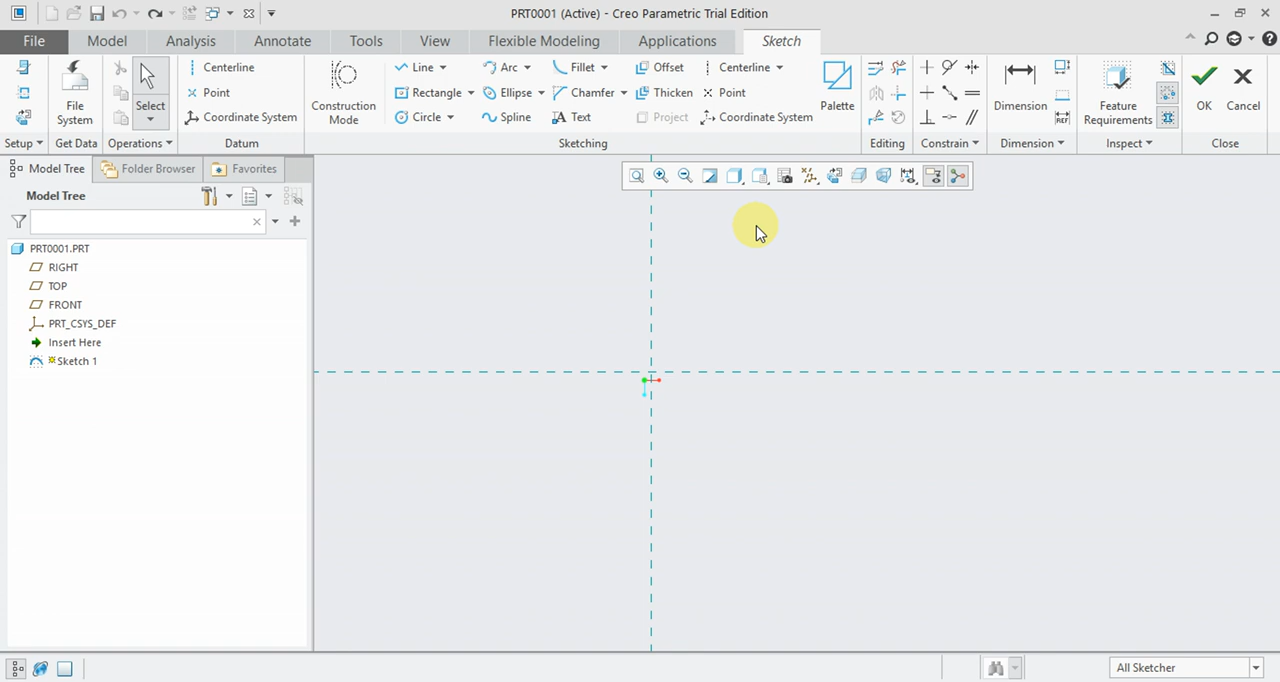 PRT0001 (Active) - Creo Parametric Trial Edition
File Model Analysis Annotate Tools View Flexible Modeling Applications Sketch
Centerline Line Arc Fillet Offset Centerline
Point Rectangle Ellipse Chamfer Thicken Point
File System Select Construction Mode Palette Dimension Feature Requirements OK Cancel
Coordinate System Circle Spline Text Project Coordinate System
Setup Get Data Operations Datum Sketching Editing Constrain Dimension Inspect Close
Model Tree Folder Browser Favorites
Model Tree
PRT0001.PRT
RIGHT
TOP
FRONT
PRT_CSYS_DEF
Insert Here
Sketch 1
All Sketcher